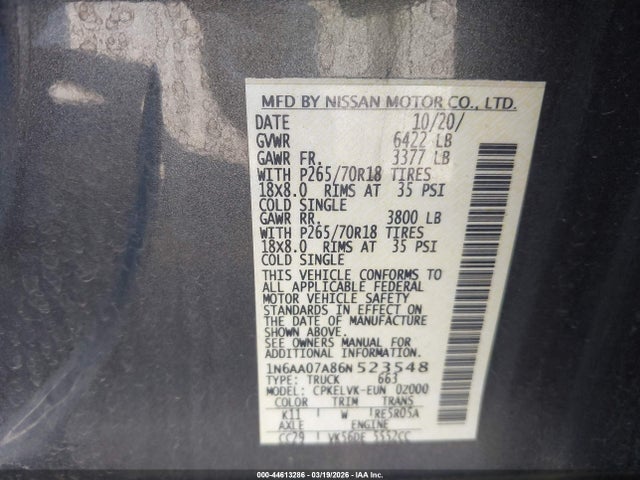 MFD BY NISSAN MOTOR CO., LTD.
DATE 10/20/
GVWR 6422 LB
GAWR FR. 3377 LB
WITH P265/70R18 TIRES
18X8.0 RIMS AT 35 PSI
COLD SINGLE
GAWR RR. 3800 LB
WITH P265/70R18 TIRES
18X8.0 RIMS AT 35 PSI
COLD SINGLE
THIS VEHICLE CONFORMS TO
ALL APPLICABLE FEDERAL
MOTOR VEHICLE SAFETY
STANDARDS IN EFFECT ON
THE DATE OF MANUFACTURE
SHOWN ABOVE.
SEE OWNERS MANUAL FOR
ADDITIONAL INFORMATION.
1N6AA07A86N523548
TYPE: TRUCK 663
MODEL: CPKELVK-EUN 02000
COLOR TRIM TRANS
K11 W RE5R05A
AXLE ENGINE
CC29 VK56DE 5552CC
000-44613286 - 03/19/2026 - IAA Inc.